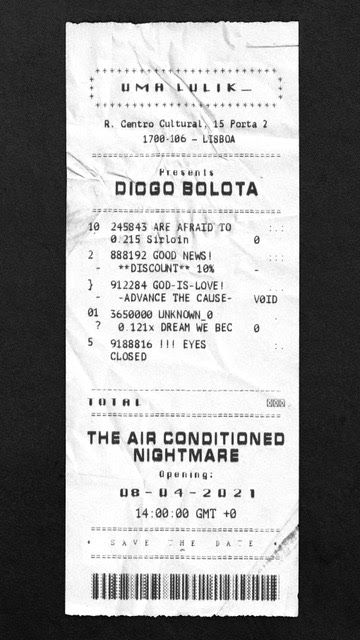 UMA LULIK_
R. Centro Cultural, 15 Porta 2
1700-106 - LISBOA
Presents
DIOGO BOLOTA
10 245843 ARE AFRAID TO
0.215 Sirloin 0
2 888192 GOOD NEWS!
- **DISCOUNT** 10% -
} 912284 GOD-IS-LOVE!
- -ADVANCE THE CAUSE- VOID
01 3650000 UNKNOWN_0
? 0.121x DREAM WE BEC 0
5 9188816 !!! EYES
CLOSED
TOTAL
THE AIR CONDITIONED
NIGHTMARE
Opening:
08-04-2021
14:00:00 GMT +0
SAVE THE DATE